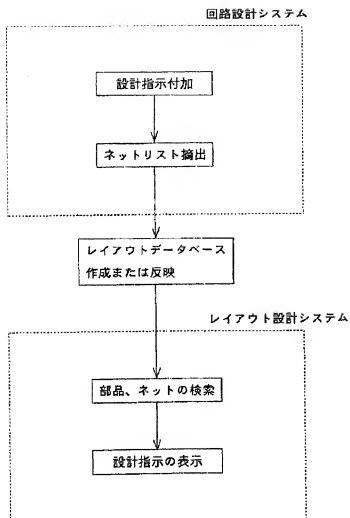 回路設計システム
設計指示付加
ネットリスト摘出
レイアウトデータベース
作成または反映
レイアウト設計システム
部品、ネットの検索
設計指示の表示